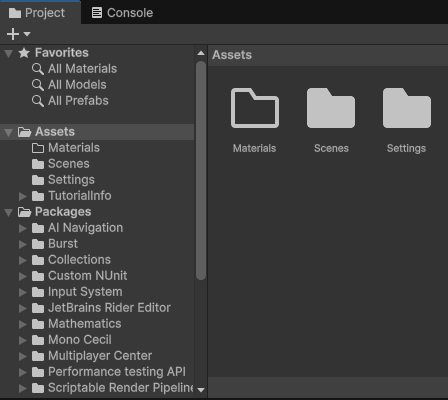 Project
Console
Favorites
All Materials
All Models
All Prefabs
Assets
Materials
Scenes
Settings
TutorialInfo
Packages
AI Navigation
Burst
Collections
Custom NUnit
Input System
JetBrains Rider Editor
Mathematics
Mono Cecil
Multiplayer Center
Performance testing API
Scriptable Render Pipeline
Assets
Materials
Scenes
Settings